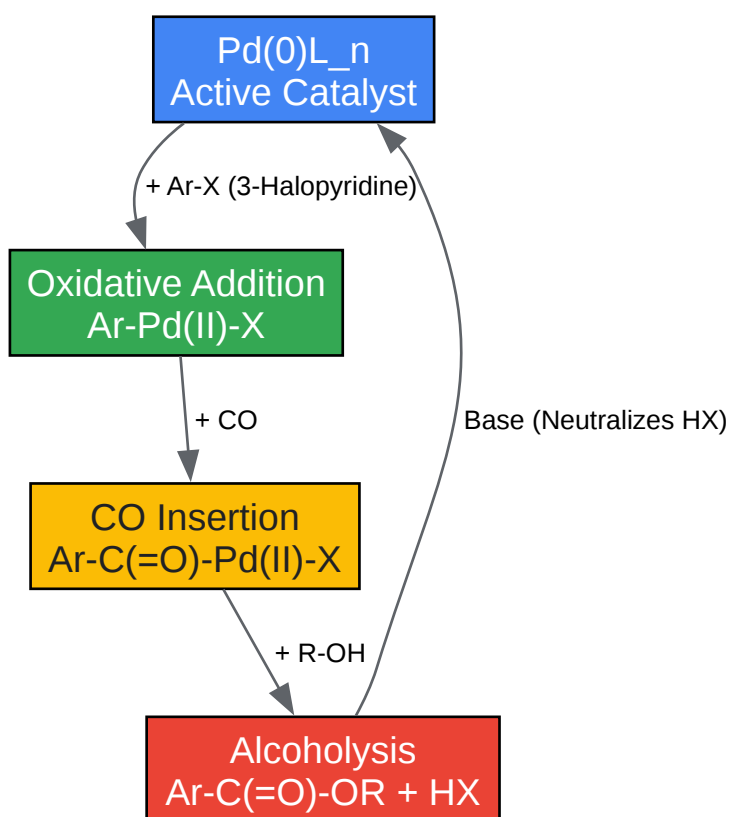 Pd(0)L_n
Active Catalyst
+ Ar-X (3-Halopyridine)
Oxidative Addition
Ar-Pd(II)-X
+ CO
Base (Neutralizes HX)
CO Insertion
Ar-C(=O)-Pd(II)-X
+ R-OH
Alcoholysis
Ar-C(=O)-OR + HX